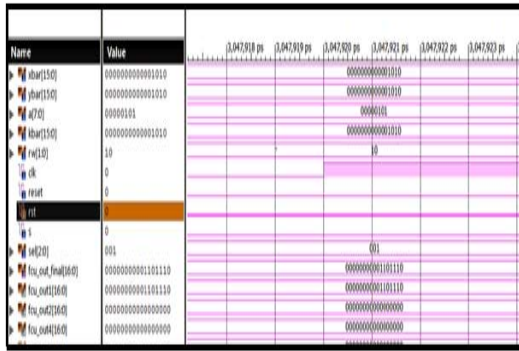 Name Value 3,047,918 ps 3,047,919 ps 3,047,920 ps 3,047,921 ps 3,047,922 ps 3,047,923 ps
xbar[15:0] 0000000000001010 0000000000001010
ybar[15:0] 0000000000001010 0000000000001010
a[7:0] 00000101 00000101
kbar[15:0] 0000000000001010 0000000000001010
rw[1:0] 10 10
clk 0
reset 0
rst 0
s 0
sel[2:0] 001 001
fcu_out_final[16:0] 00000000001101110 00000000001101110
fcu_out1[16:0] 00000000001101110 00000000001101110
fcu_out2[16:0] 00000000000000000 00000000000000000
fcu_out4[16:0] 00000000000000000 00000000000000000